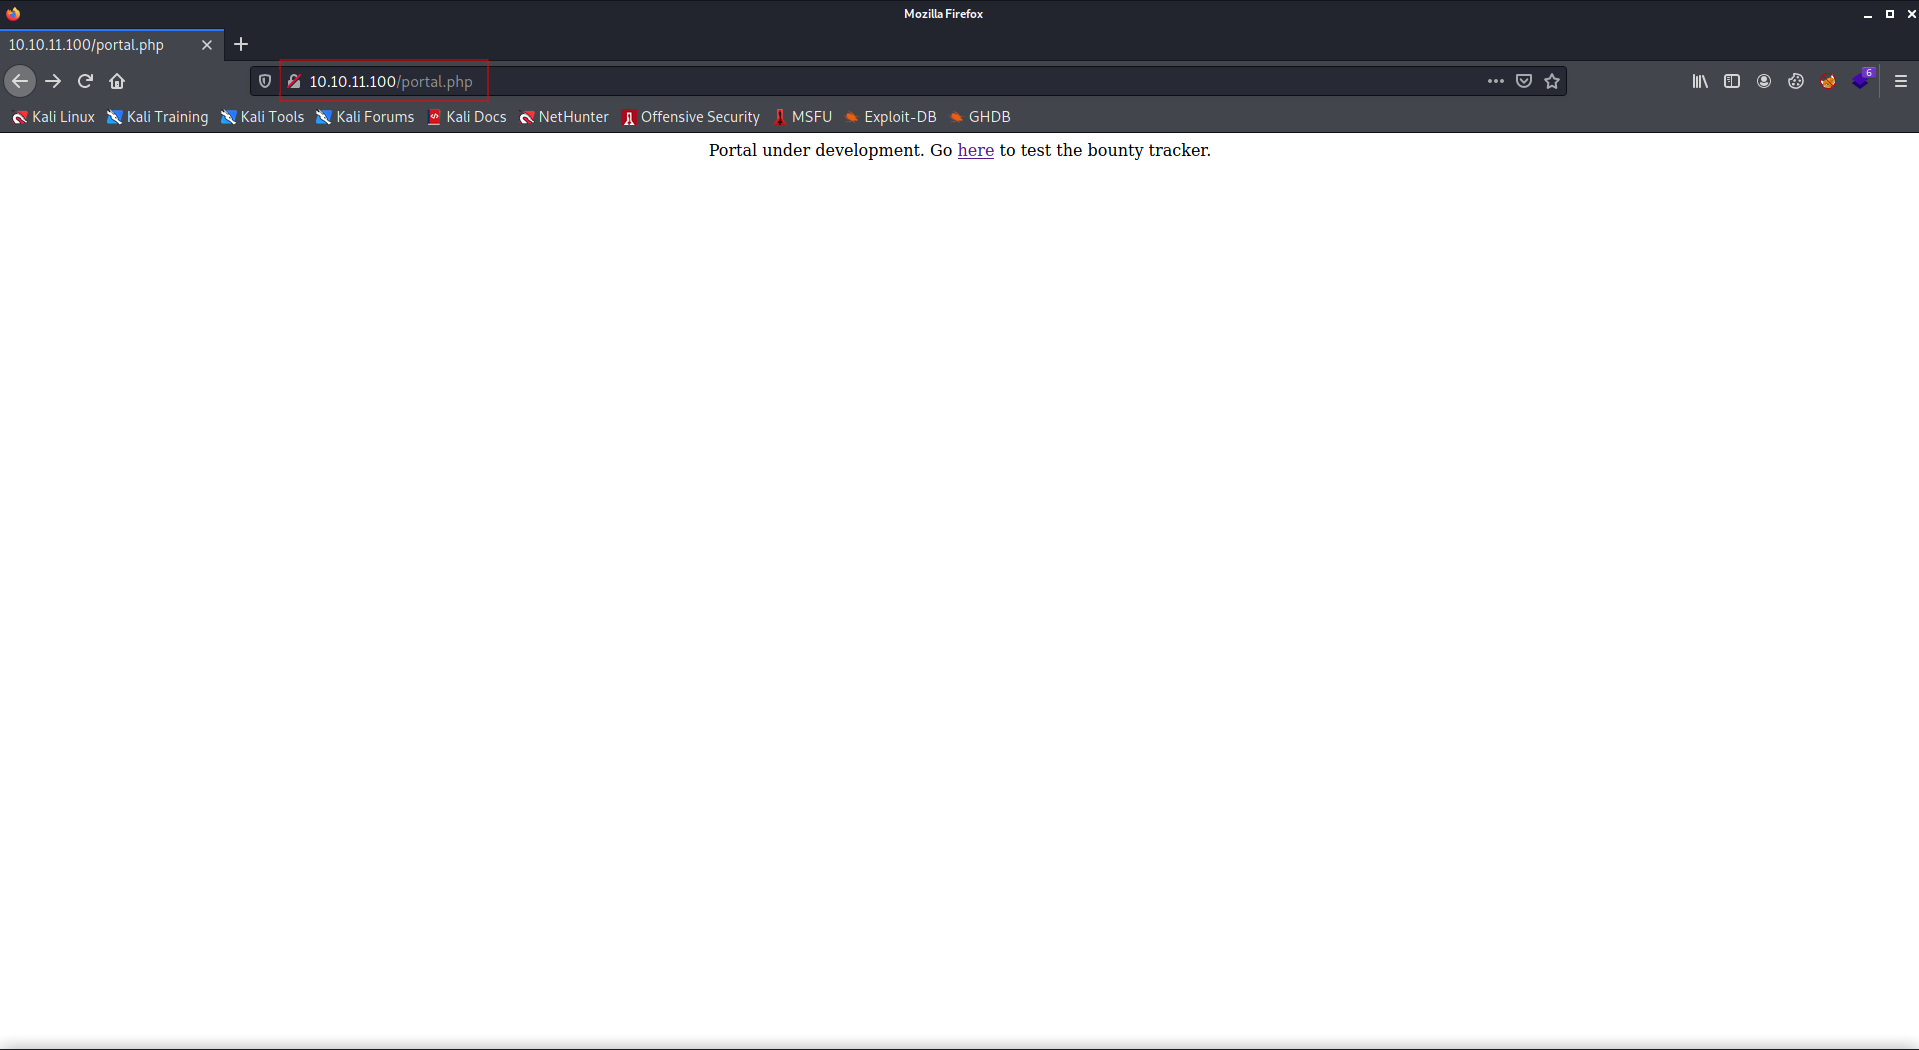 Mozilla Firefox
10.10.11.100/portal.php
10.10.11.100/portal.php
6
Kali Linux Kali Training Kali Tools Kali Forums Kali Docs NetHunter Offensive Security MSFU Exploit-DB GHDB
Portal under development. Go here to test the bounty tracker.